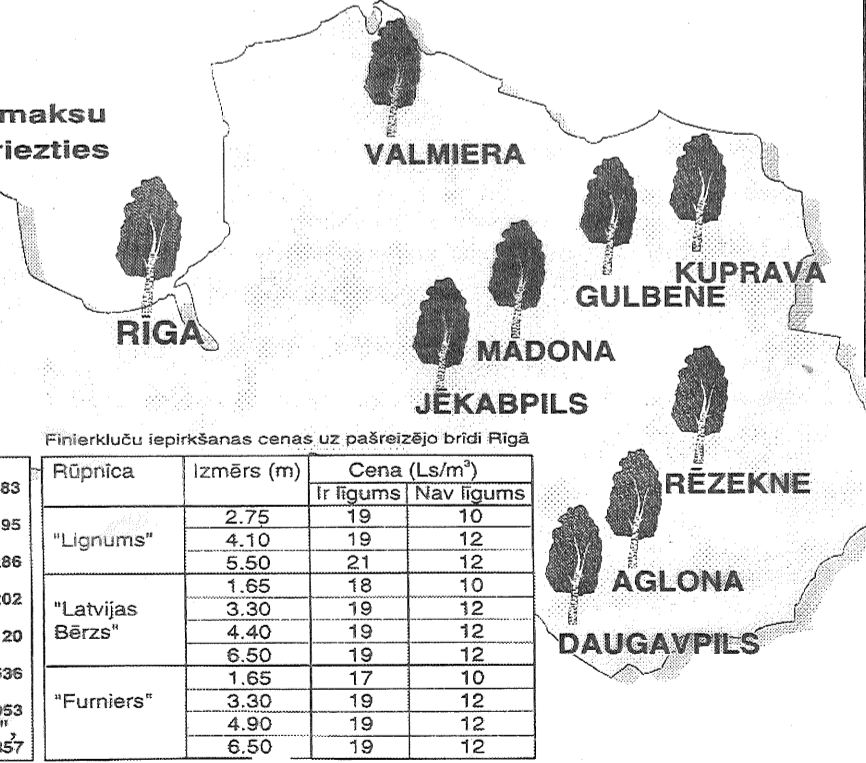 maksu
riezties
VALMIERA
KUPRAVA
GULBENE
RĪGA
MADONA
JĒKABPILS
RĒZEKNE
AGLONA
DAUGAVPILS
Finierkluču iepirkšanas cenas uz pašreizējo brīdi Rīgā
Rūpnīca Izmērs (m) Cena (Ls/m³)
Ir līgums Nav līgums
"Lignums" 2.75 19 10
4.10 19 12
5.50 21 12
"Latvijas Bērzs" 1.65 18 10
3.30 19 12
4.40 19 12
6.50 19 12
"Furniers" 1.65 17 10
3.30 19 12
4.90 19 12
6.50 19 12
83
95
186
202
20
636
953
",
857